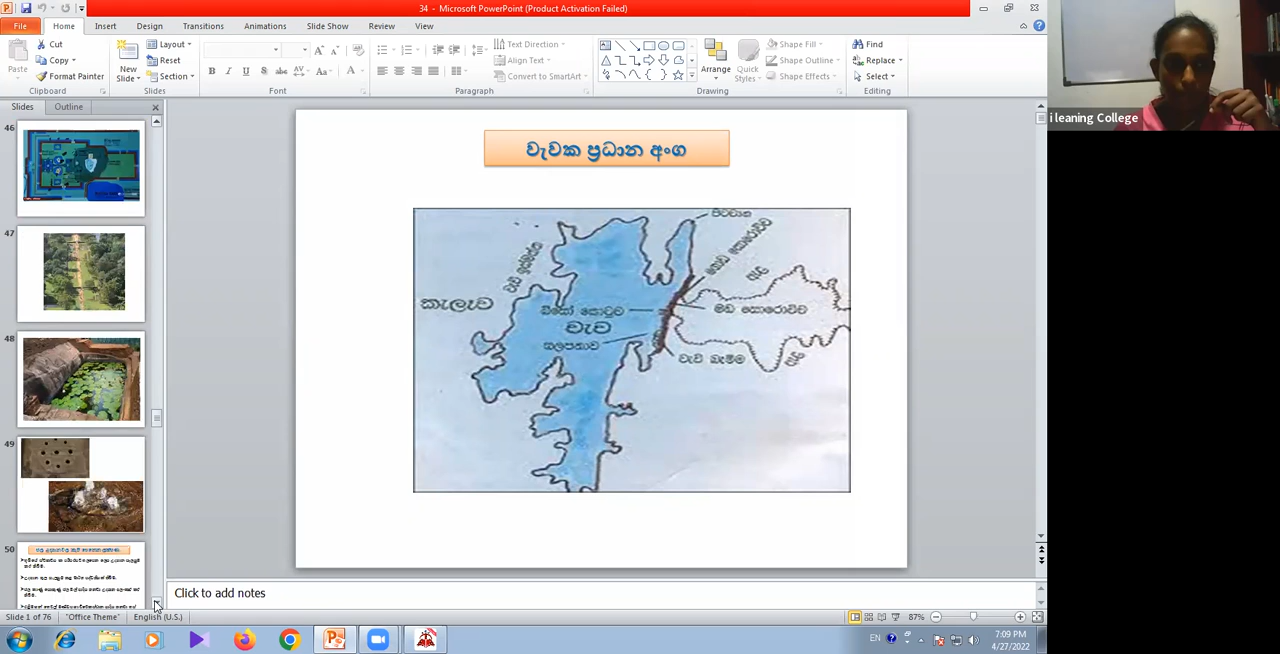 34 - Microsoft PowerPoint (Product Activation Failed)
File Home Insert Design Transitions Animations Slide Show Review View
Cut
Copy
Format Painter
Paste
Clipboard
New
Slide
Layout
Reset
Section
Slides
Font
Text Direction
Align Text
Convert to SmartArt
Paragraph
Arrange
Quick
Styles
Shape Fill
Shape Outline
Shape Effects
Drawing
Find
Replace
Select
Editing
i leaning College
Slides Outline
46
47
48
49
50
වැවක ප්‍රධාන අංග
පිටවාන
කැලෑව
වැව
මඩ සොරොව්ව
වැව් බැම්ම
Click to add notes
Slide 1 of 76 "Office Theme" English (U.S.) 87%
EN 7:09 PM
4/27/2022